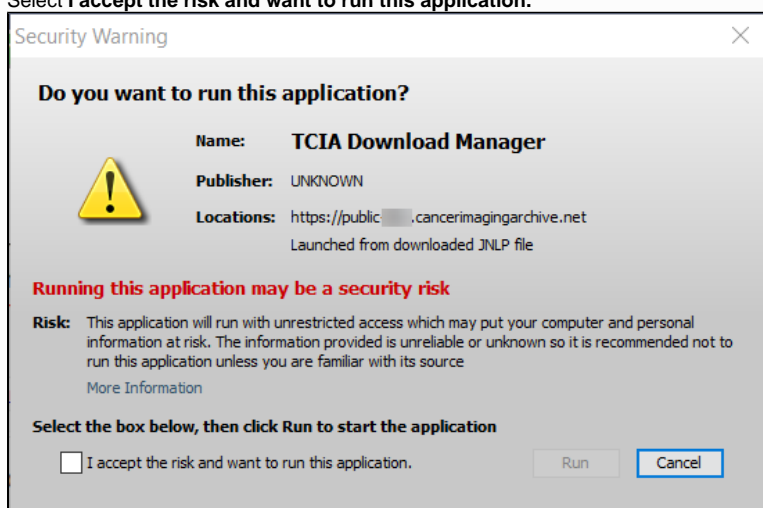 Select I accept the risk and want to run this application.
Security Warning
Do you want to run this application?
Name: TCIA Download Manager
Publisher: UNKNOWN
Locations: https://public- .cancerimagingarchive.net
Launched from downloaded JNLP file
Running this application may be a security risk
Risk: This application will run with unrestricted access which may put your computer and personal
information at risk. The information provided is unreliable or unknown so it is recommended not to
run this application unless you are familiar with its source
More Information
Select the box below, then click Run to start the application
I accept the risk and want to run this application. Run Cancel